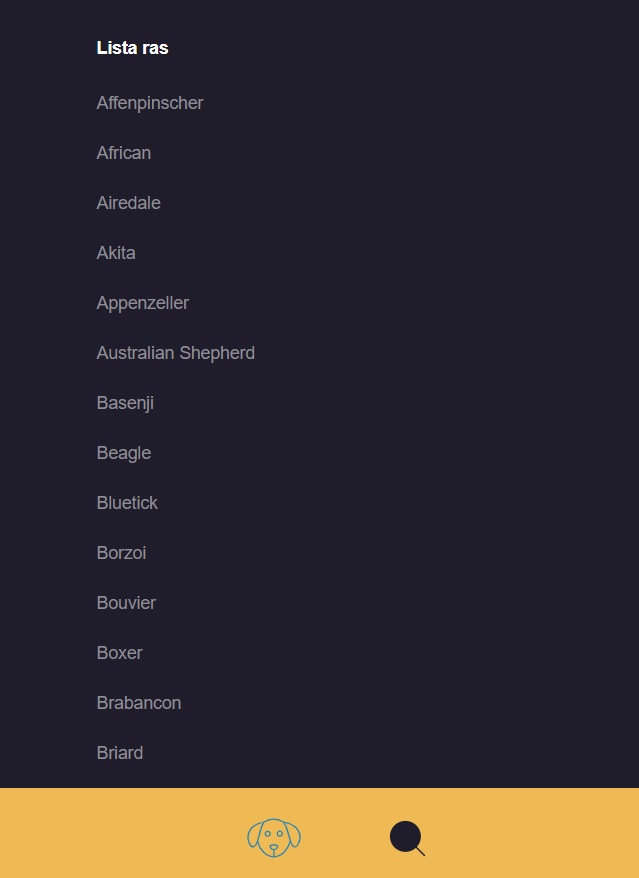 Lista ras
Affenpinscher
African
Airedale
Akita
Appenzeller
Australian Shepherd
Basenji
Beagle
Bluetick
Borzoi
Bouvier
Boxer
Brabancon
Briard